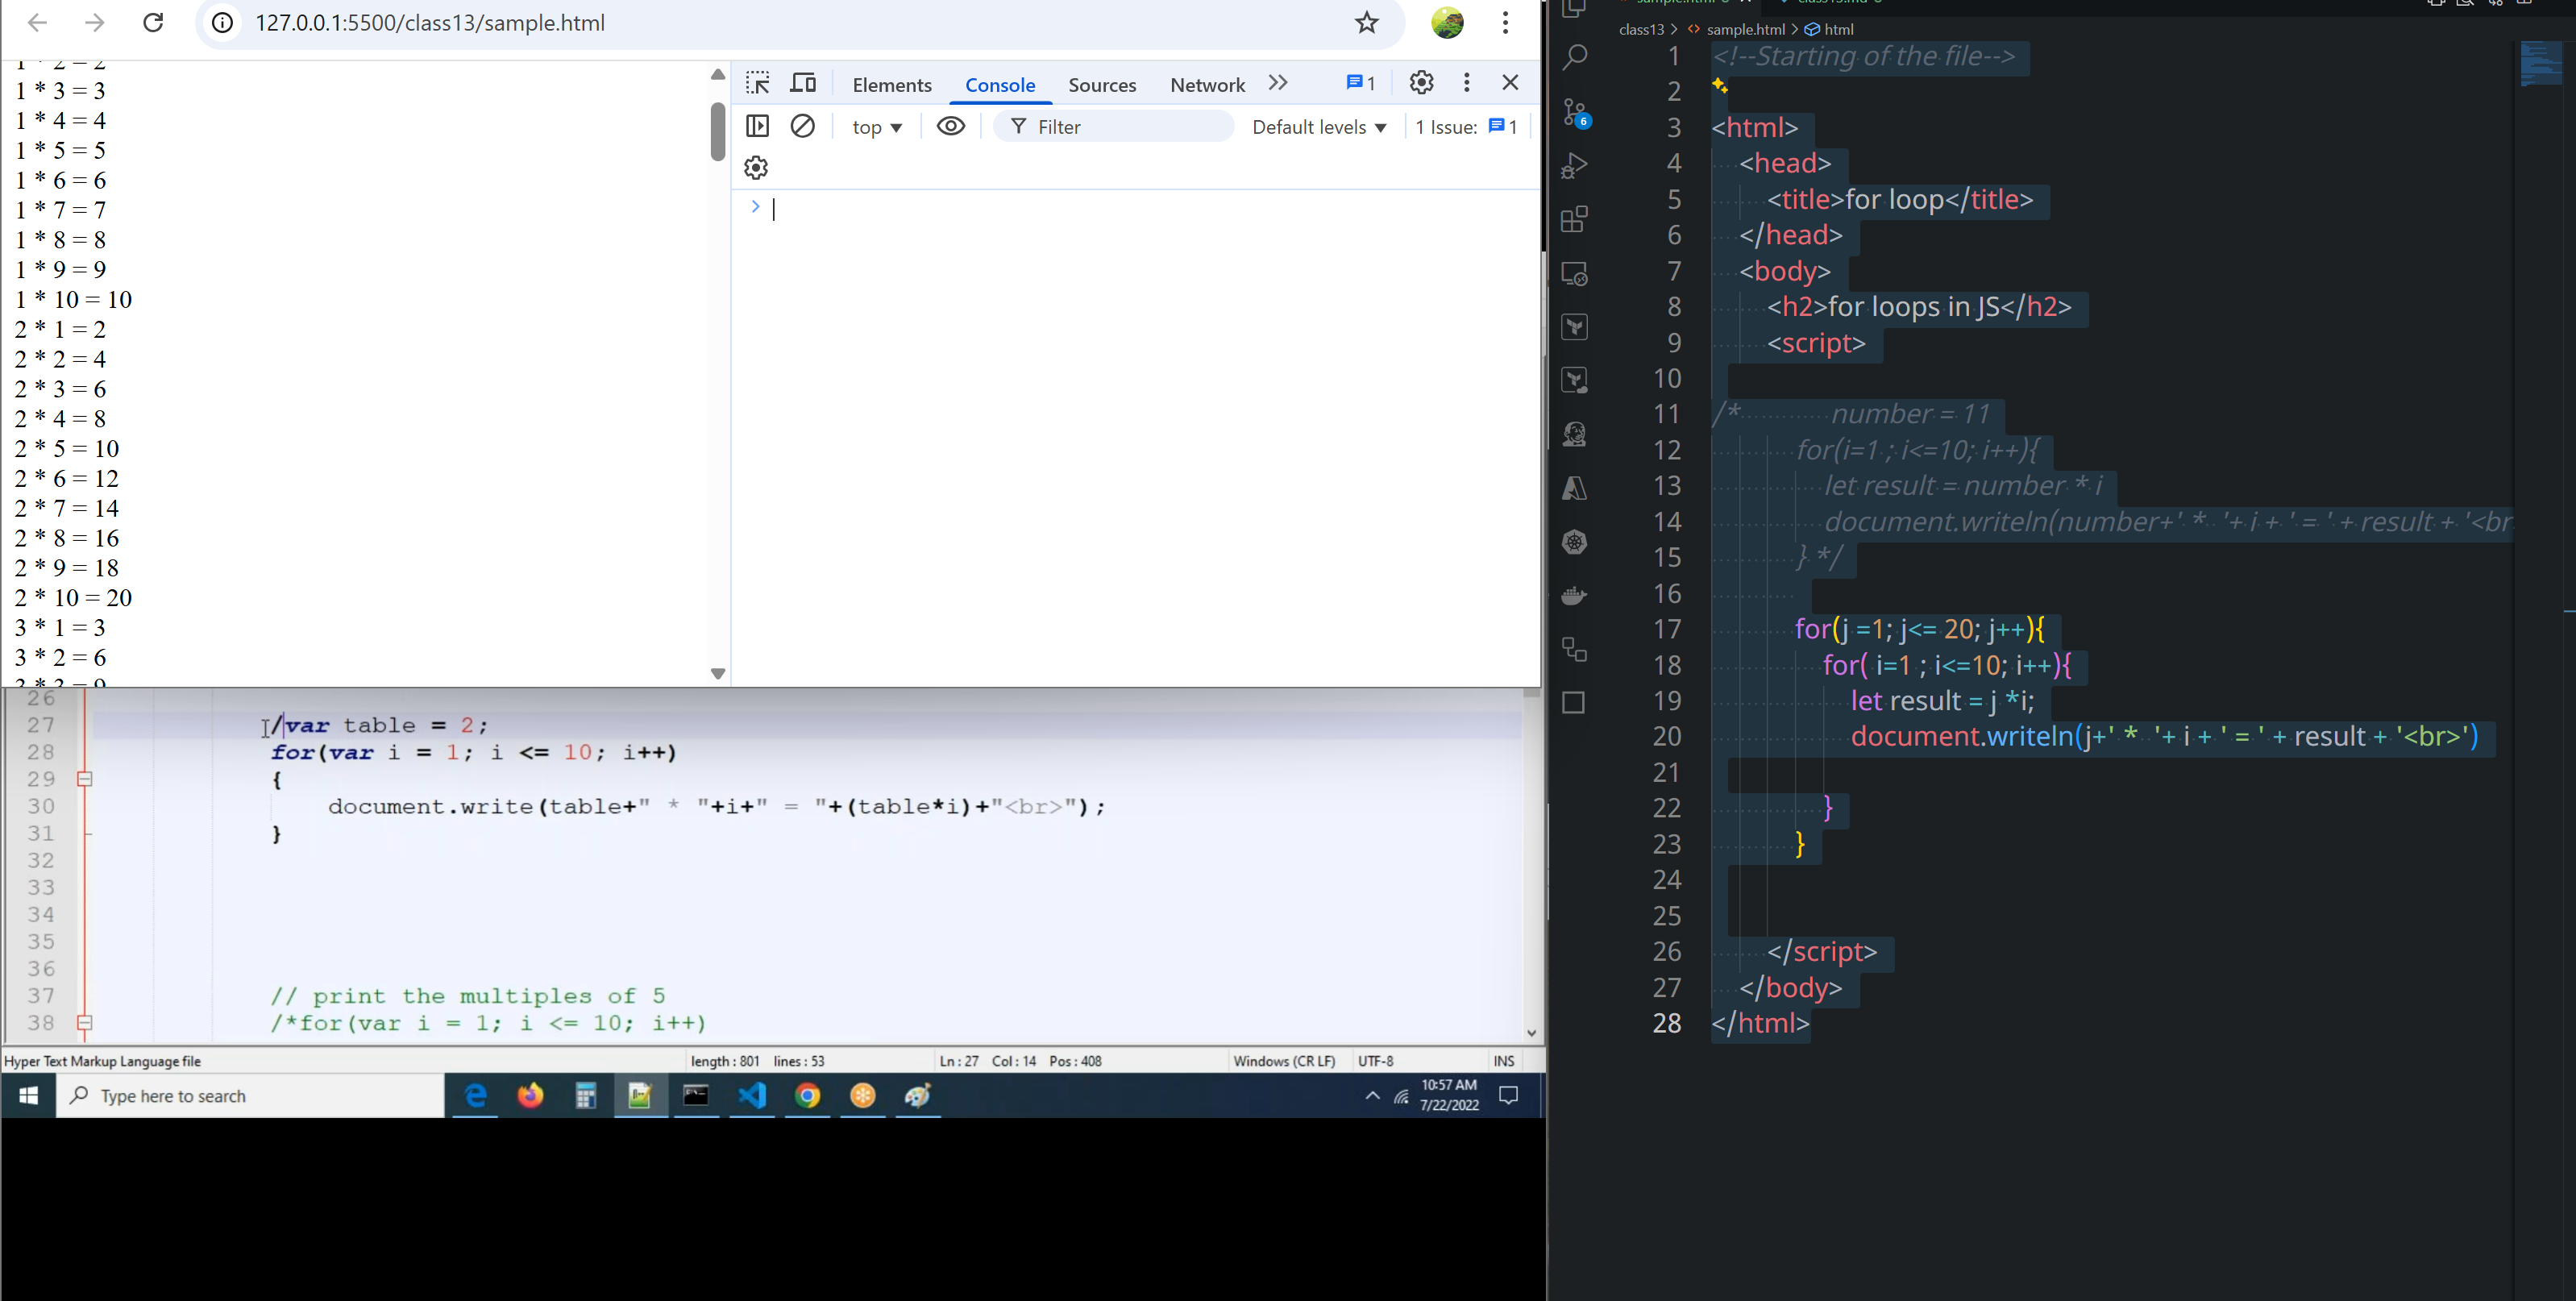 127.0.0.1:5500/class13/sample.html
1 * 2 = 2
1 * 3 = 3
1 * 4 = 4
1 * 5 = 5
1 * 6 = 6
1 * 7 = 7
1 * 8 = 8
1 * 9 = 9
1 * 10 = 10
2 * 1 = 2
2 * 2 = 4
2 * 3 = 6
2 * 4 = 8
2 * 5 = 10
2 * 6 = 12
2 * 7 = 14
2 * 8 = 16
2 * 9 = 18
2 * 10 = 20
3 * 1 = 3
3 * 2 = 6
3 * 3 = 9
Elements Console Sources Network 1
top Filter Default levels 1 Issue: 1
>
26
27 /var table = 2;
28 for(var i = 1; i <= 10; i++)
29 {
30 document.write(table+" * "+i+" = "+(table*i)+"<br>");
31 }
32
33
34
35
36
37 // print the multiples of 5
38 /*for(var i = 1; i <= 10; i++)
Hyper Text Markup Language file length : 801 lines : 53 Ln : 27 Col : 14 Pos : 408 Windows (CR LF) UTF-8 INS
Type here to search
10:57 AM
7/22/2022
class13 > sample.html > html
6
1 <!--Starting of the file-->
2
3 <html>
4 <head>
5 <title>for loop</title>
6 </head>
7 <body>
8 <h2>for loops in JS</h2>
9 <script>
10
11 /* number = 11
12 for(i=1 ; i<=10; i++){
13 let result = number * i
14 document.writeln(number+' * '+ i + ' = ' + result + '<br
15 } */
16
17 for(j =1; j<= 20; j++){
18 for( i=1 ; i<=10; i++){
19 let result = j *i;
20 document.writeln(j+' * '+ i + ' = ' + result + '<br>')
21
22 }
23 }
24
25
26 </script>
27 </body>
28 </html>